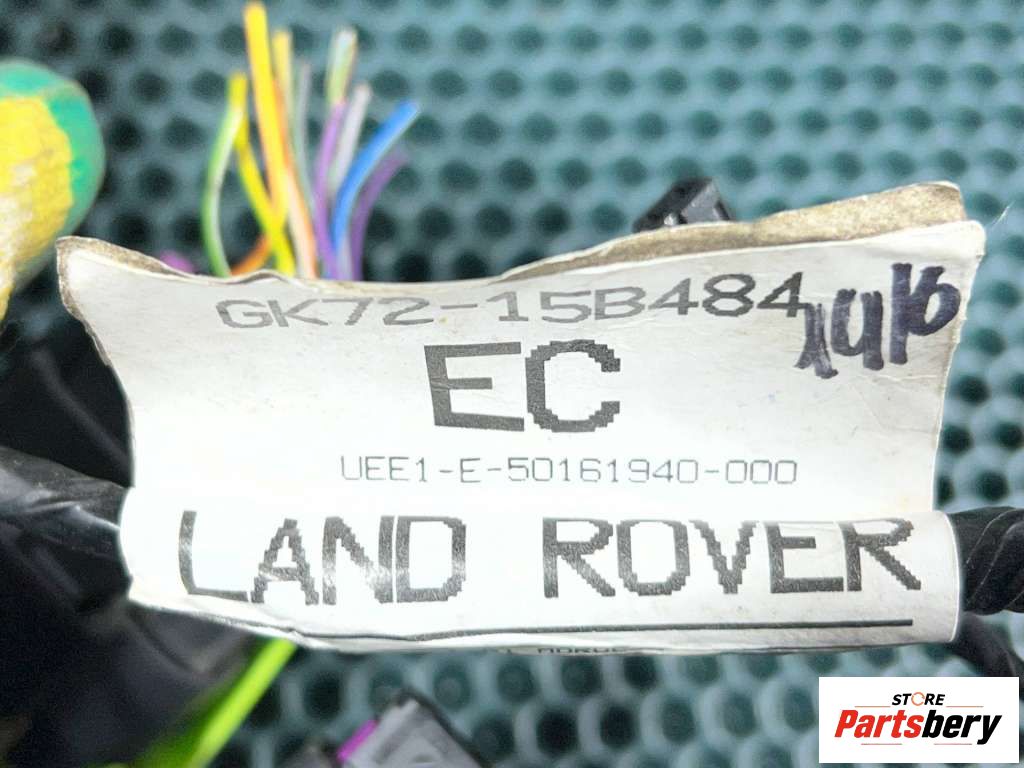 GK72-15B484
EC
UEE1-E-50161940-000
LAND ROVER
STORE
Partsbery